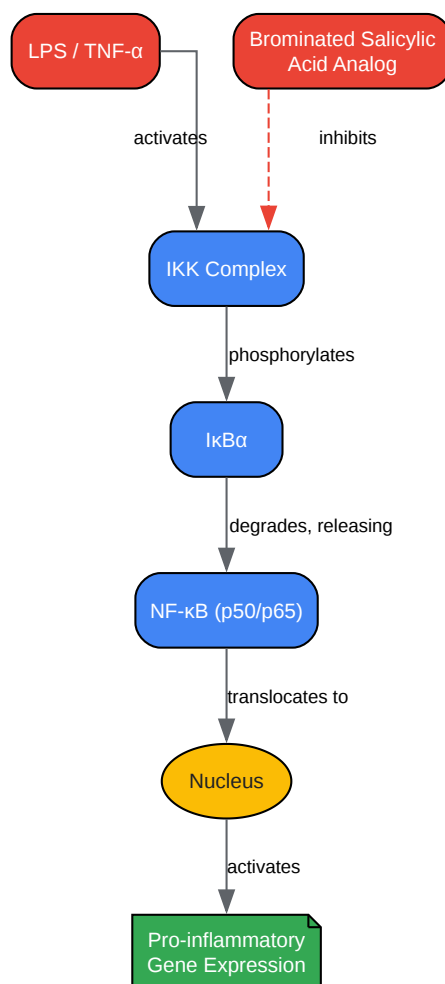 LPS / TNF-α
Brominated Salicylic
Acid Analog
activates
inhibits
IKK Complex
phosphorylates
IκBα
degrades, releasing
NF-κB (p50/p65)
translocates to
Nucleus
activates
Pro-inflammatory
Gene Expression